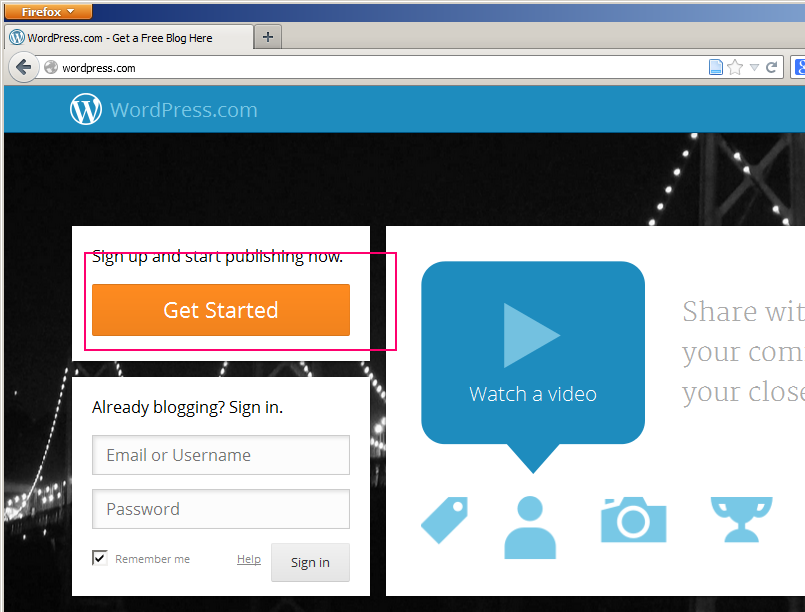 Firefox
WordPress.com - Get a Free Blog Here
wordpress.com
WordPress.com
Sign up and start publishing now.
Get Started
Already blogging? Sign in.
Email or Username
Password
Remember me
Help
Sign in
Watch a video
Share wit
your com
your close